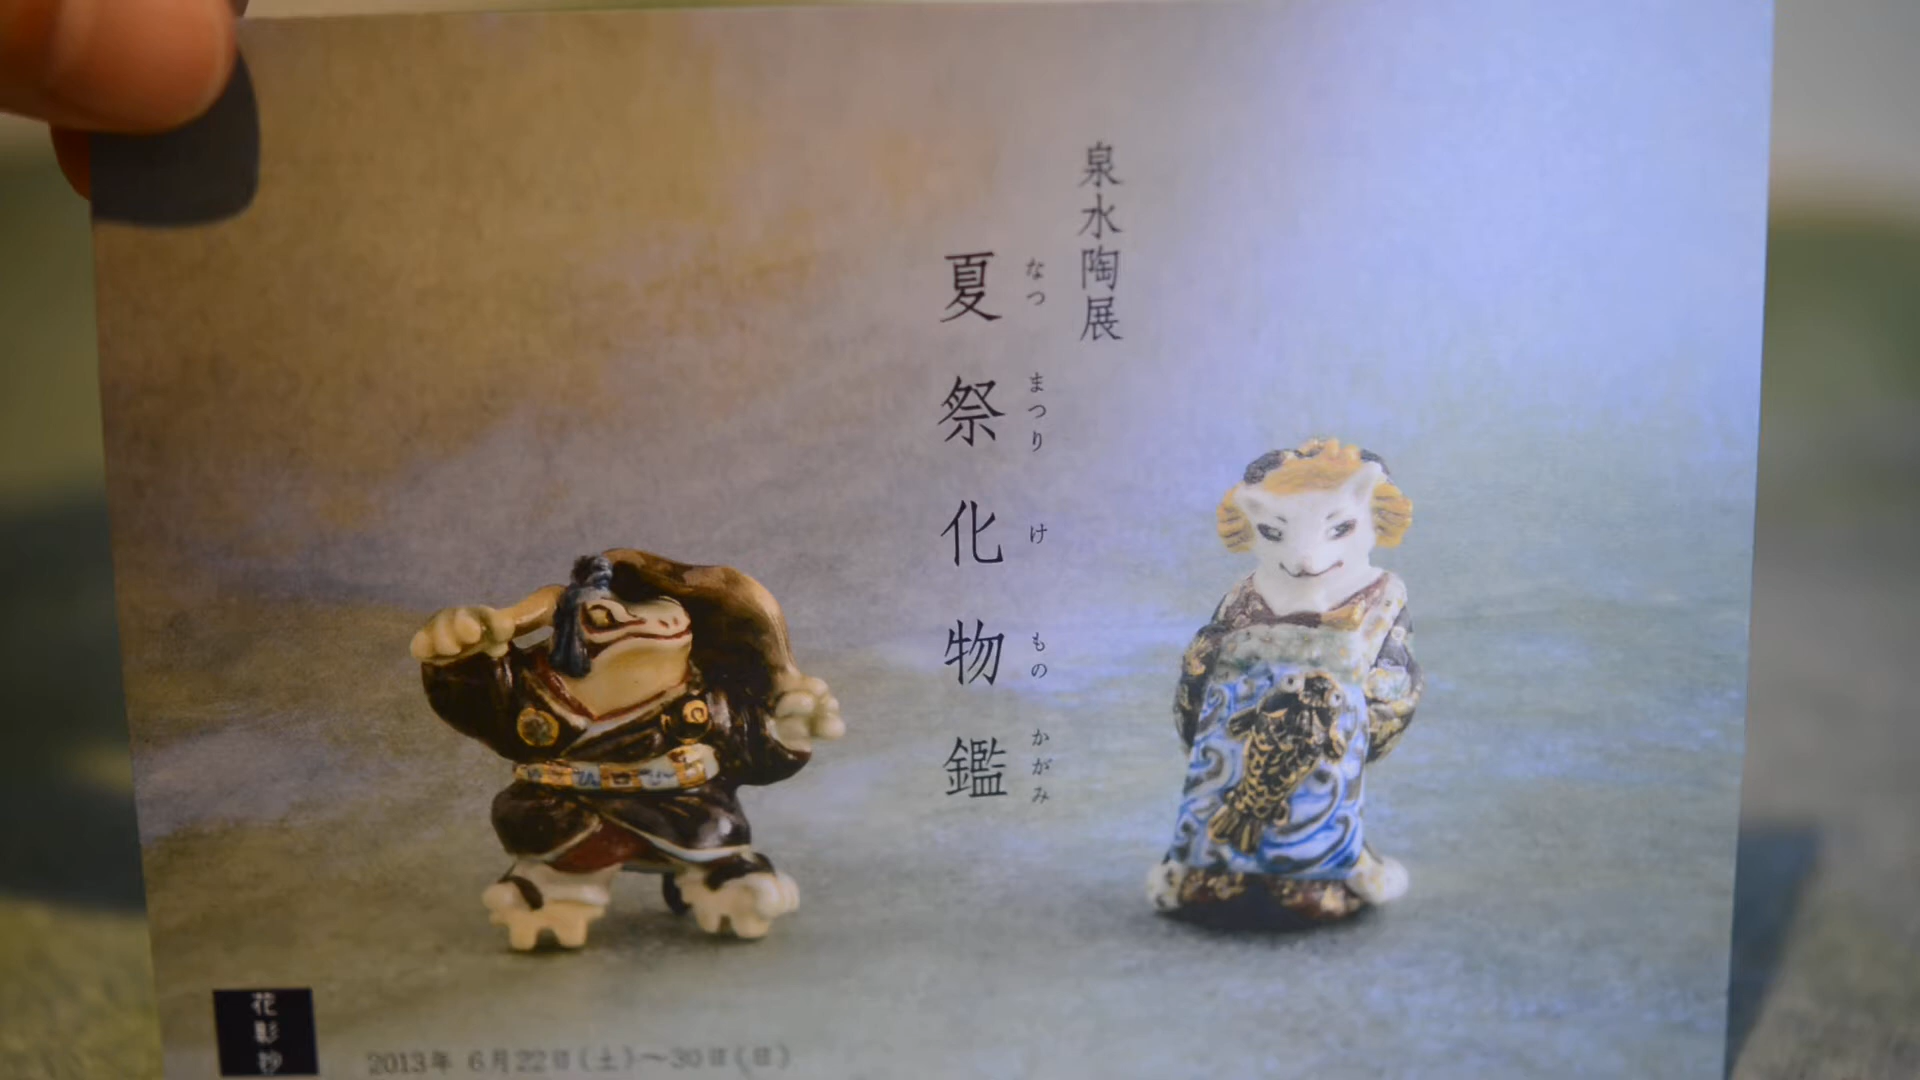 泉水陶展
夏祭化物鑑
なつ まつり け もの かがみ
花影抄
2013年 6月22日(土)〜30日(日)